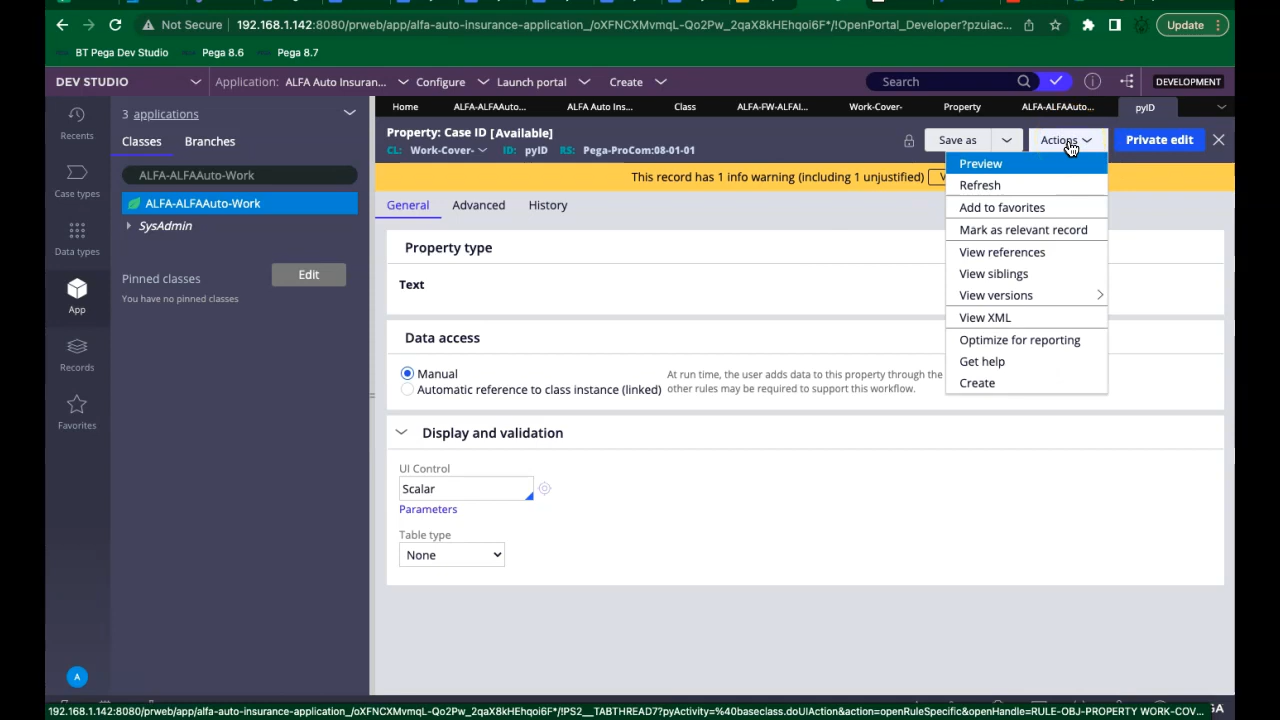 Not Secure 192.168.1.142:8080/prweb/app/alfa-auto-insurance-application_/oXFNCXMvmqL-Qo2Pw_2qaX8kHEhqoi6F*/!OpenPortal_Developer?pzuiac... Update
BT Pega Dev Studio Pega 8.6 Pega 8.7
DEV STUDIO Application: ALFA Auto Insuran... Configure Launch portal Create Search DEVELOPMENT
Home ALFA-ALFAAuto... ALFA Auto Ins... Class ALFA-FW-ALFAI... Work-Cover- Property ALFA-ALFAAuto... pyID
Recents
Case types
Data types
App
Records
Favorites
A
3 applications
Classes Branches
ALFA-ALFAAuto-Work
ALFA-ALFAAuto-Work
SysAdmin
Pinned classes Edit
You have no pinned classes
Property: Case ID [Available]
CL: Work-Cover- ID: pyID RS: Pega-ProCom:08-01-01
Save as Actions Private edit
This record has 1 info warning (including 1 unjustified) V
General Advanced History
Property type
Text
Data access
Manual
Automatic reference to class instance (linked)
At run time, the user adds data to this property through the
other rules may be required to support this workflow.
Display and validation
UI Control
Scalar
Parameters
Table type
None
Preview
Refresh
Add to favorites
Mark as relevant record
View references
View siblings
View versions
View XML
Optimize for reporting
Get help
Create
192.168.1.142:8080/prweb/app/alfa-auto-insurance-application_/oXFNCXMvmqL-Qo2Pw_2qaX8kHEhqoi6F*/!PS2__TABTHREAD7?pyActivity=%40baseclass.doUIAction&action=openRuleSpecific&openHandle=RULE-OBJ-PROPERTY WORK-COV...